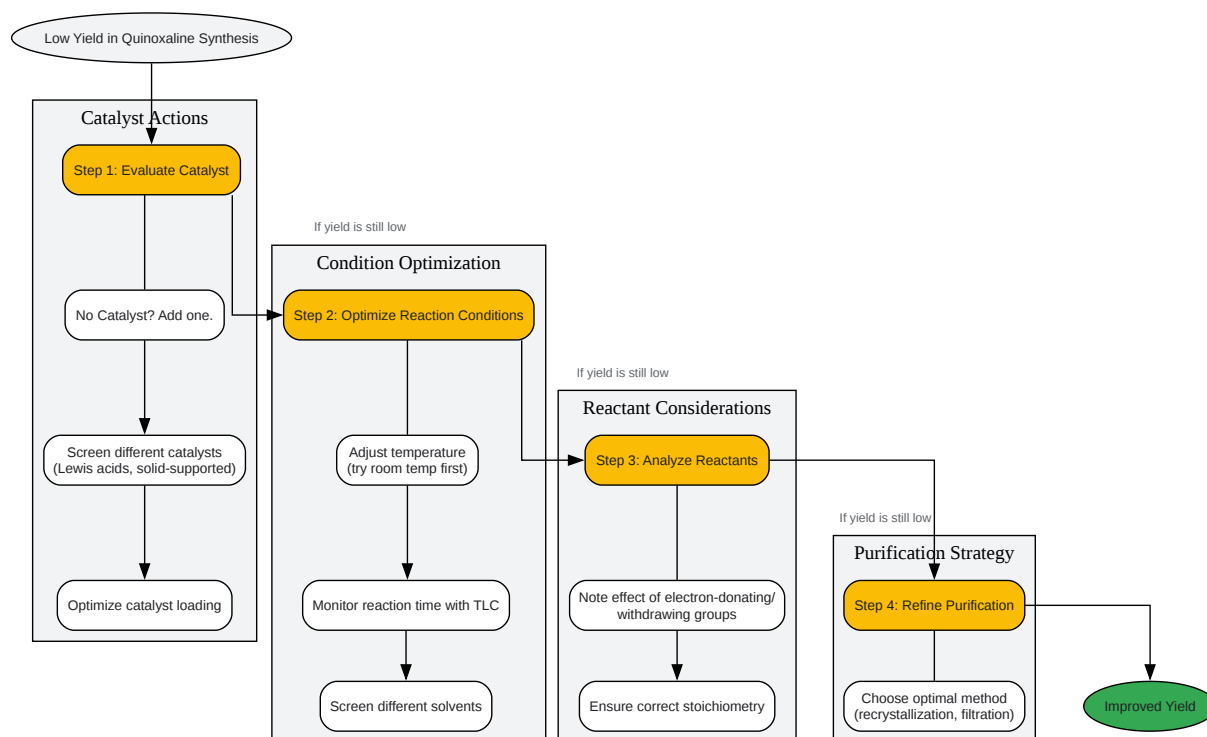 Low Yield in Quinoxaline Synthesis
Catalyst Actions
Step 1: Evaluate Catalyst
No Catalyst? Add one.
Screen different catalysts
(Lewis acids, solid-supported)
Optimize catalyst loading
If yield is still low
Condition Optimization
Step 2: Optimize Reaction Conditions
Adjust temperature
(try room temp first)
Monitor reaction time with TLC
Screen different solvents
If yield is still low
Reactant Considerations
Step 3: Analyze Reactants
Note effect of electron-donating/
withdrawing groups
Ensure correct stoichiometry
If yield is still low
Purification Strategy
Step 4: Refine Purification
Choose optimal method
(recrystallization, filtration)
Improved Yield